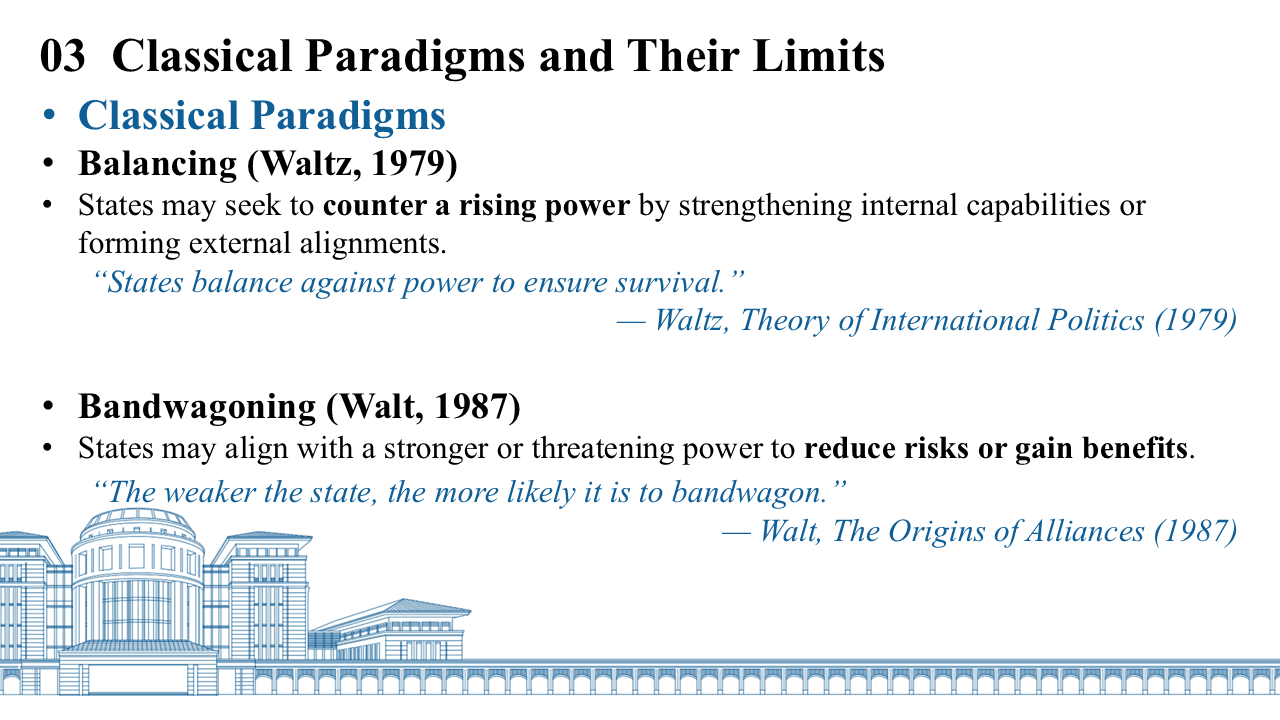 03 Classical Paradigms and Their Limits
• Classical Paradigms
• Balancing (Waltz, 1979)
• States may seek to counter a rising power by strengthening internal capabilities or
forming external alignments.
“States balance against power to ensure survival.”
— Waltz, Theory of International Politics (1979)
• Bandwagoning (Walt, 1987)
• States may align with a stronger or threatening power to reduce risks or gain benefits.
“The weaker the state, the more likely it is to bandwagon.”
— Walt, The Origins of Alliances (1987)